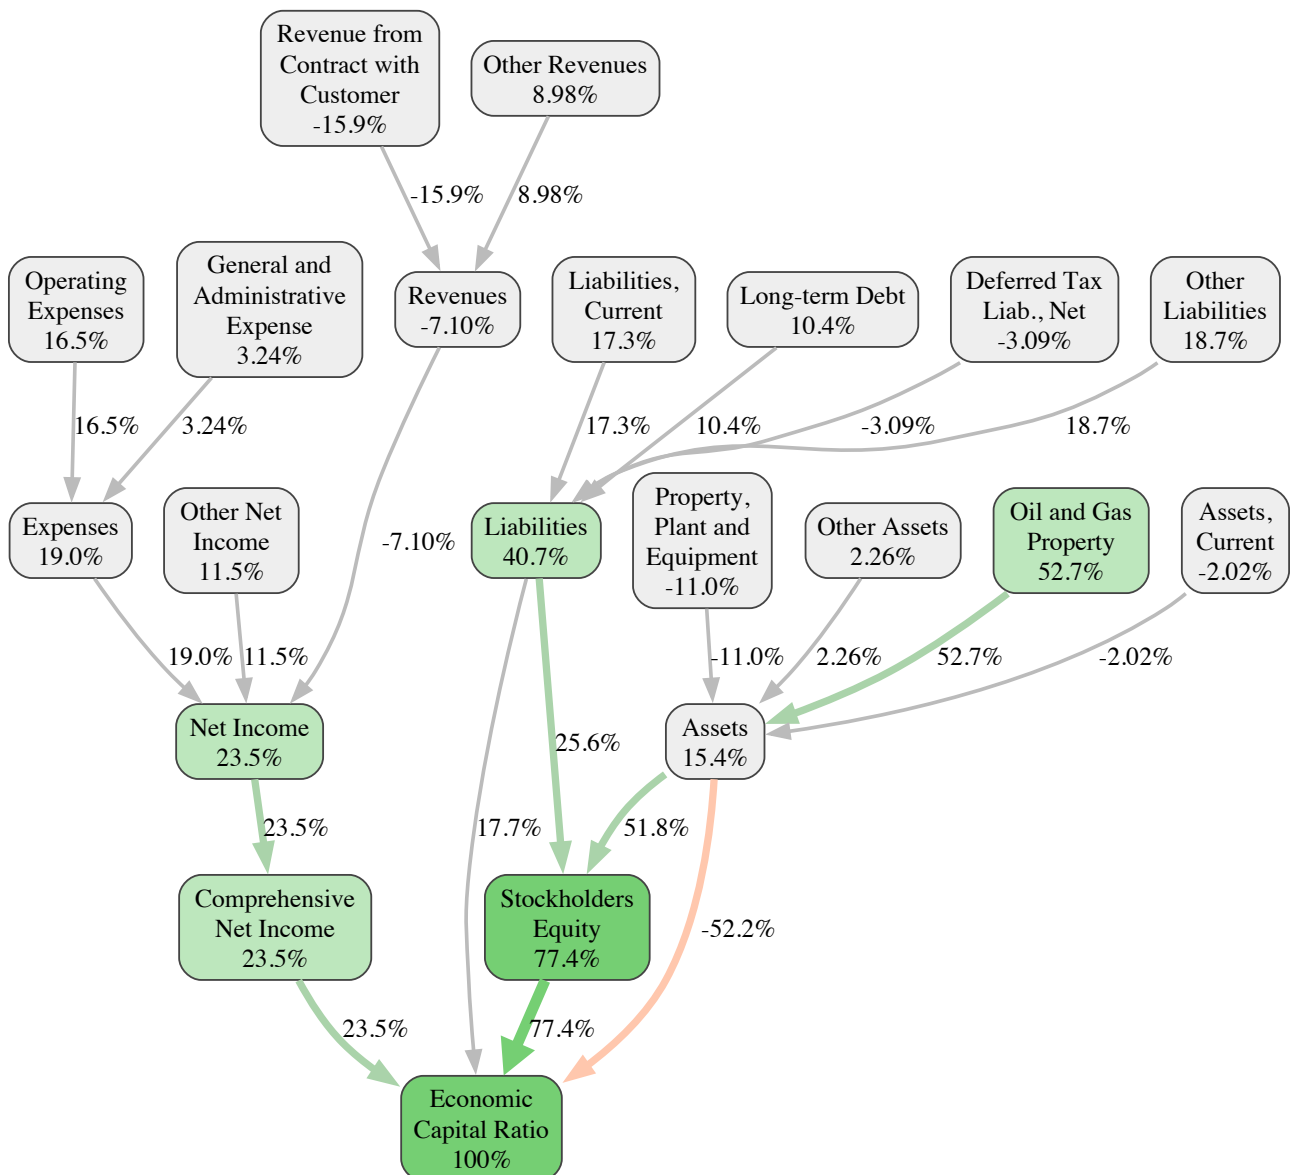 Revenue from
Contract with
Customer
-15.9%
Other Revenues
8.98%
-15.9%
8.98%
Operating
Expenses
16.5%
General and
Administrative
Expense
3.24%
Revenues
-7.10%
Liabilities,
Current
17.3%
Long-term Debt
10.4%
Deferred Tax
Liab., Net
-3.09%
Other
Liabilities
18.7%
16.5%
3.24%
17.3%
10.4%
-3.09%
18.7%
Expenses
19.0%
Other Net
Income
11.5%
-7.10%
Liabilities
40.7%
Property,
Plant and
Equipment
-11.0%
Other Assets
2.26%
Oil and Gas
Property
52.7%
Assets,
Current
-2.02%
19.0%
11.5%
-11.0%
2.26%
52.7%
-2.02%
Net Income
23.5%
25.6%
Assets
15.4%
23.5%
17.7%
51.8%
Comprehensive
Net Income
23.5%
Stockholders
Equity
77.4%
-52.2%
23.5%
77.4%
Economic
Capital Ratio
100%